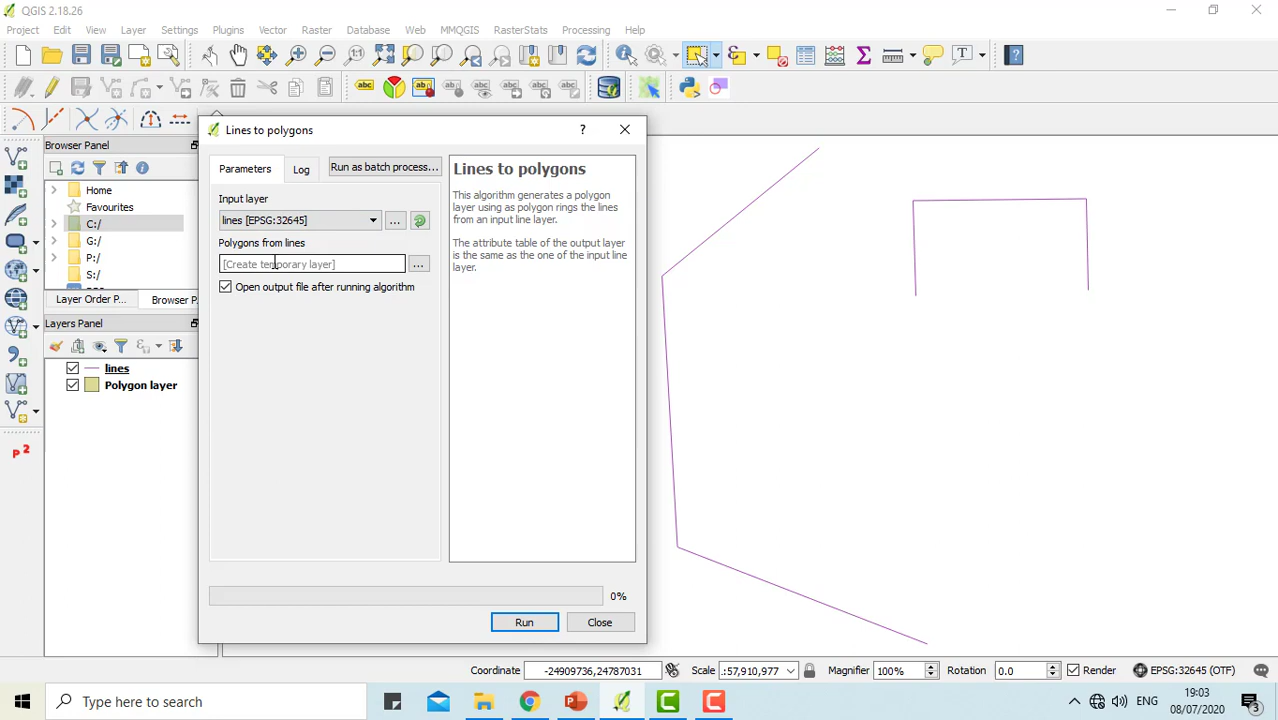 QGIS 2.18.26
Project Edit View Layer Settings Plugins Raster Database Web MMQGIS RasterStats Processing Help
Browser Panel
Home
Favourites
C:/
G:/
P:/
S:/
Layer Order P... Browser P
Layers Panel
lines
Polygon layer
Lines to polygons
Parameters
Log
Run as batch process...
Input layer
lines [EPSG:32645]
Polygons from lines
[Create temporary layer]
Open output file after running algorithm
Lines to polygons
This algorithm generates a polygon
layer using as polygon rings the lines
from an input line layer.
The attribute table of the output layer
is the same as the one of the input line
layer.
0%
Run
Close
Coordinate -24909736,24787031 Scale .:57,910,977 Magnifier 100% Rotation 0.0 Render EPSG:32645 (OTF)
Type here to search
ENG
19:03
08/07/2020
3